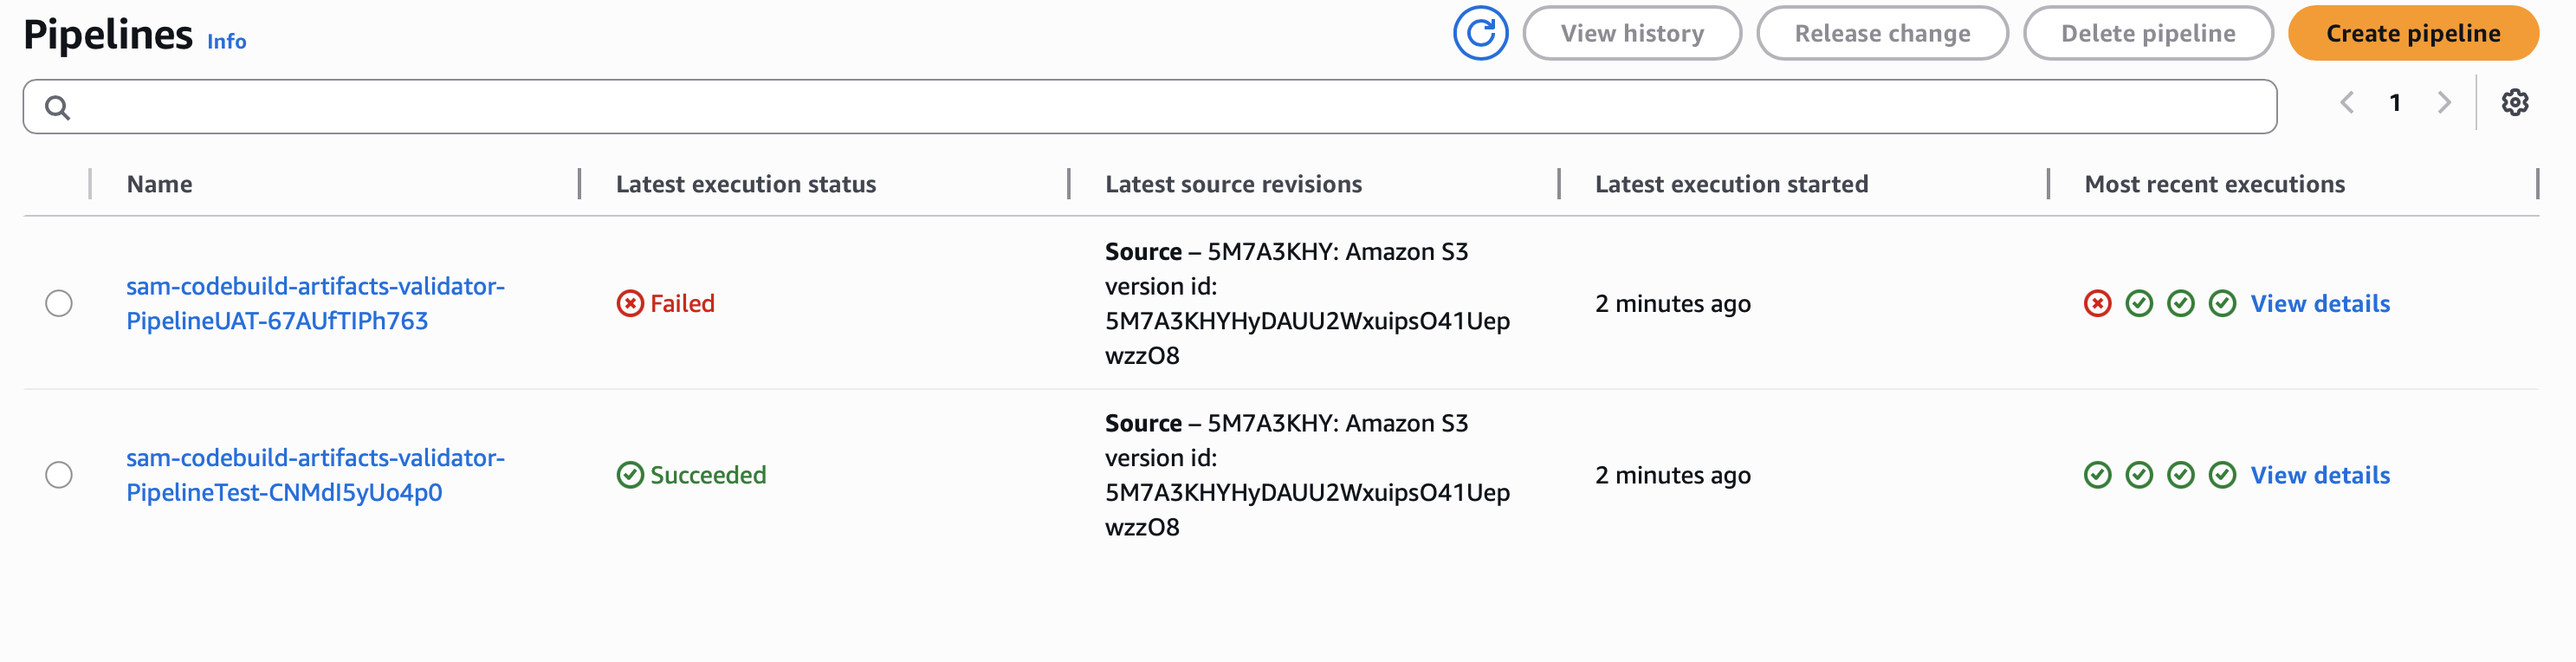 Pipelines Info
View history
Release change
Delete pipeline
Create pipeline
1
Name
Latest execution status
Latest source revisions
Latest execution started
Most recent executions
sam-codebuild-artifacts-validator-
PipelineUAT-67AUfTIPh763
Failed
Source – 5M7A3KHY: Amazon S3
version id:
5M7A3KHYHyDAUU2WxuipsO41Uep
wzzO8
2 minutes ago
View details
sam-codebuild-artifacts-validator-
PipelineTest-CNMdI5yUo4p0
Succeeded
Source – 5M7A3KHY: Amazon S3
version id:
5M7A3KHYHyDAUU2WxuipsO41Uep
wzzO8
2 minutes ago
View details